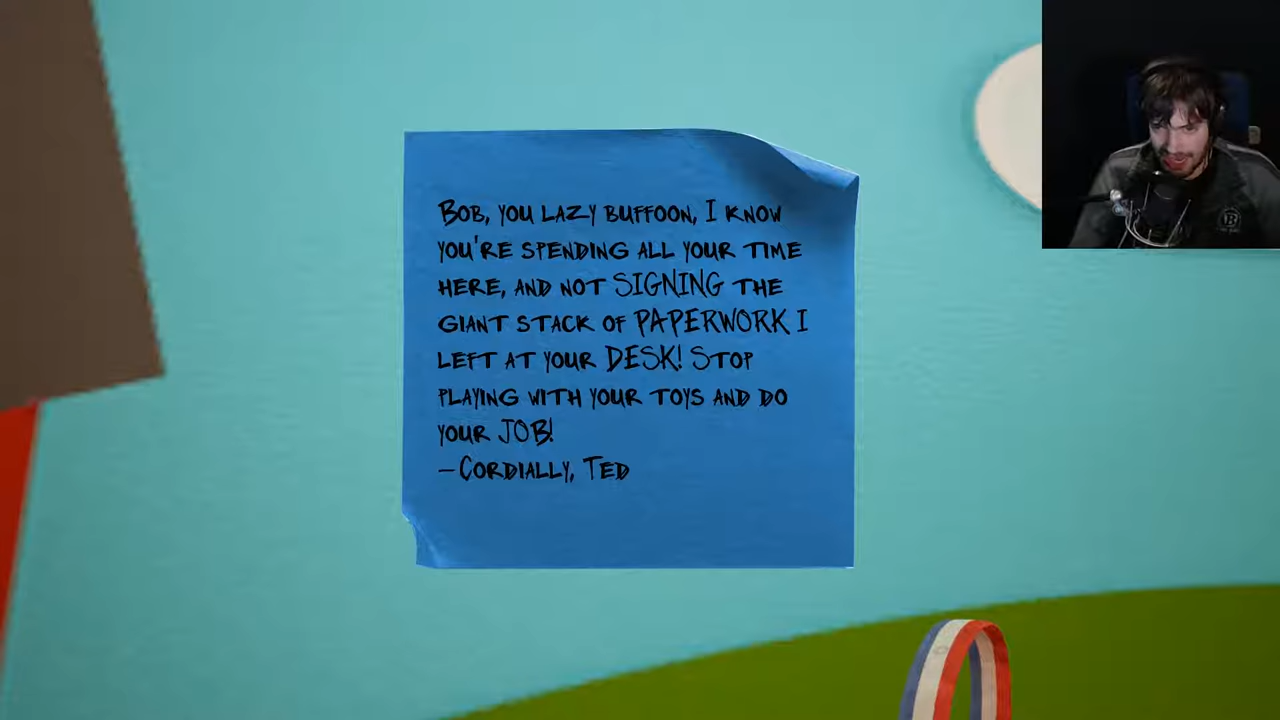 Bob, you lazy buffoon, I know
you're spending all your time
here, and not SIGNING the
giant stack of PAPERWORK I
left at your DESK! Stop
playing with your toys and do
your JOB!
–Cordially, Ted